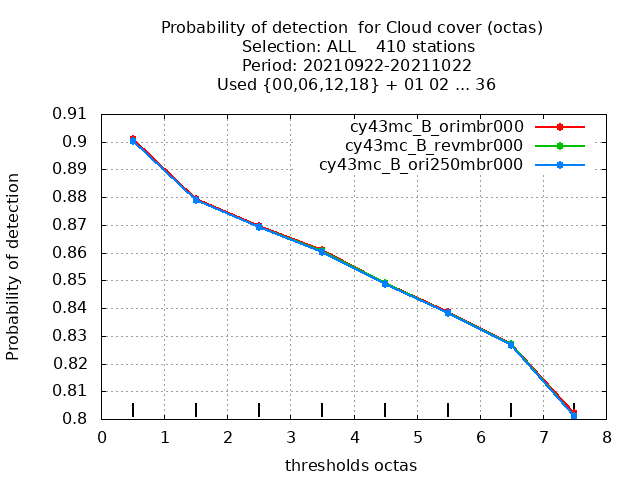 Probability of detection  for Cloud cover (octas)
Selection: ALL    410 stations
Period: 20210922-20211022
Used {00,06,12,18} + 01 02 ... 36
cy43mc_B_orimbr000
cy43mc_B_revmbr000
cy43mc_B_ori250mbr000
Probability of detection
0.91
0.9
0.89
0.88
0.87
0.86
0.85
0.84
0.83
0.82
0.81
0.8
0 1 2 3 4 5 6 7 8
thresholds octas